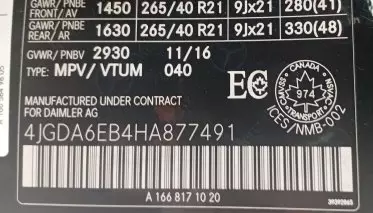 GAWR/PNBE FRONT/AV 1450 265/40 R21 9Jx21 280(41)
GAWR/PNBE REAR/AR 1630 265/40 R21 9Jx21 330(48)
GVWR/PNBV 2930 11/16
TYPE: MPV/VTUM 040
EC
CANADA
CMVSS
NSVAC
974
TRANSPORT
ICES/NMB-002
MANUFACTURED UNDER CONTRACT
FOR DAIMLER AG
4JGDA6EB4HA877491
A 166 817 10 20